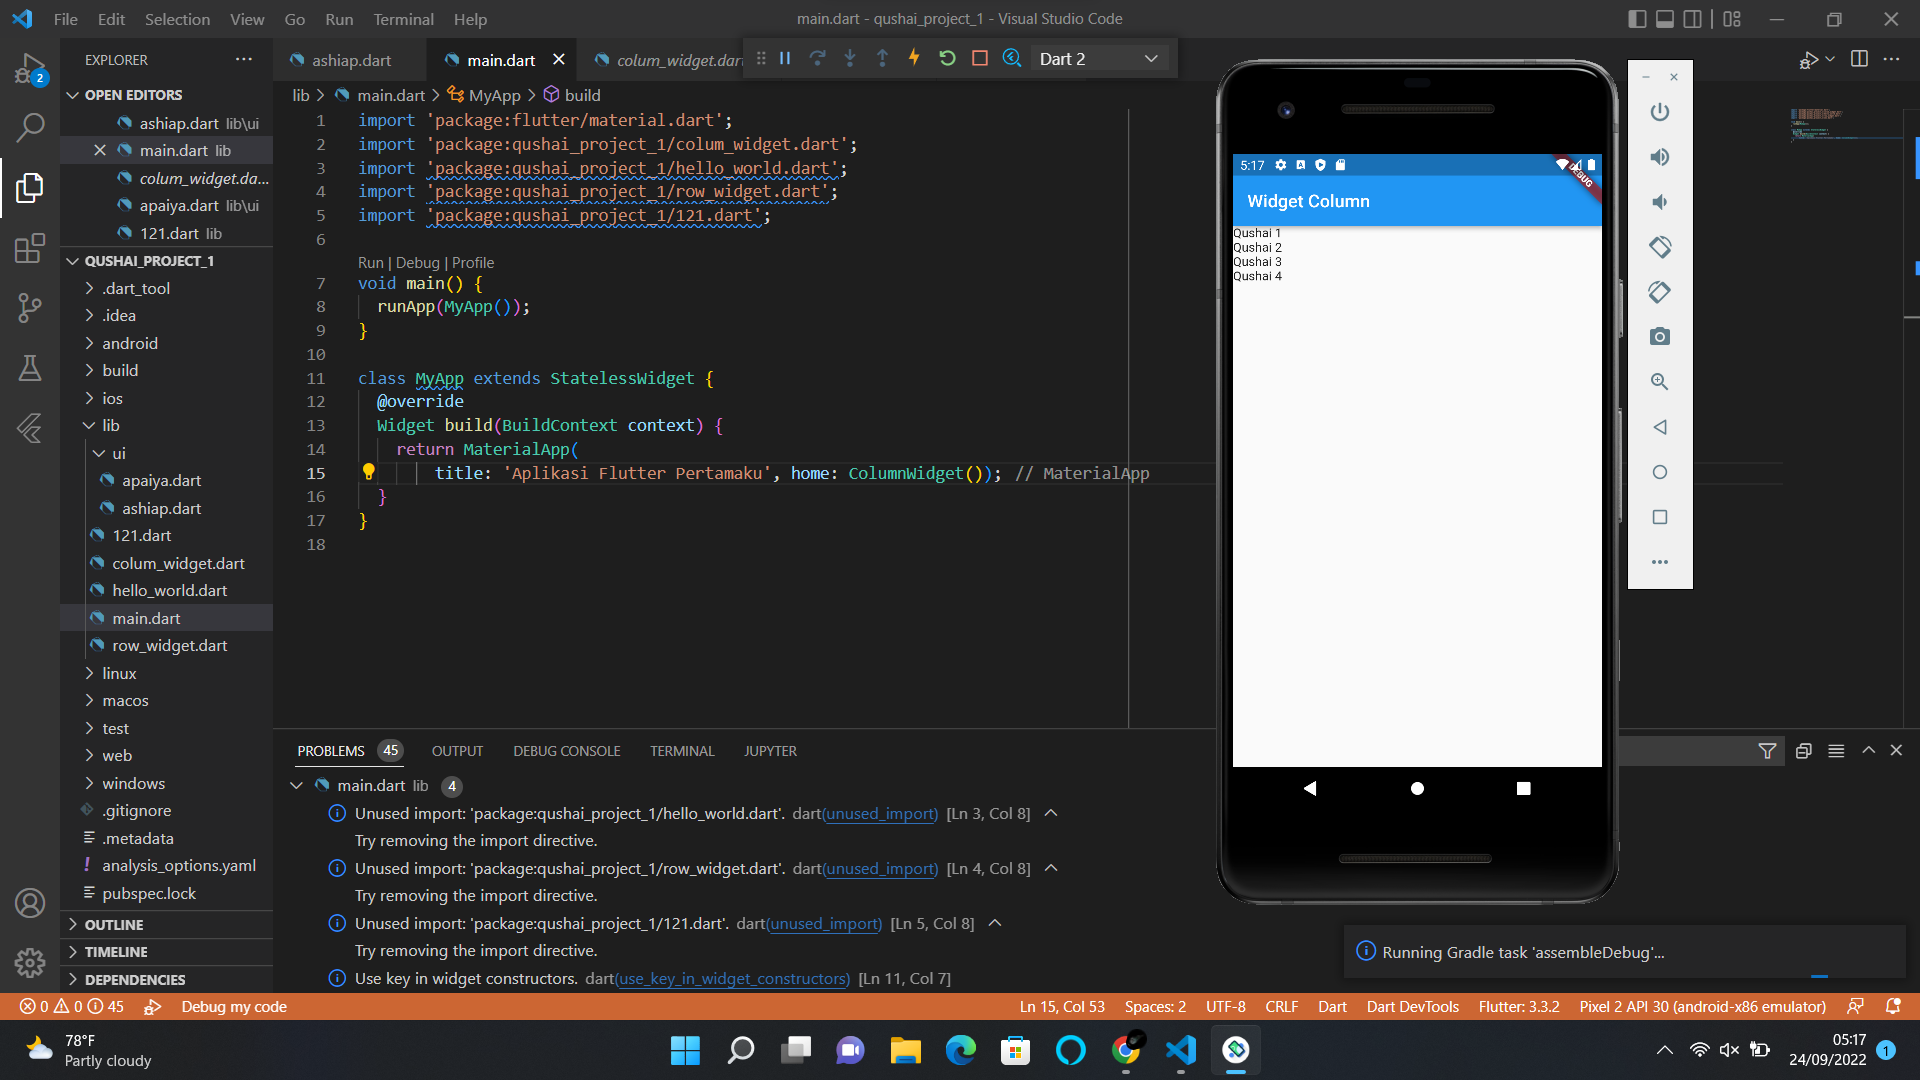 File Edit Selection View Go Run Terminal Help
main.dart - qushai_project_1 - Visual Studio Code
EXPLORER
ashiap.dart
main.dart
colum_widget.dart
Dart 2
2
OPEN EDITORS
ashiap.dart lib\ui
main.dart lib
colum_widget.da...
apaiya.dart lib\ui
121.dart lib
QUSHAI_PROJECT_1
.dart_tool
.idea
android
build
ios
lib
ui
apaiya.dart
ashiap.dart
121.dart
colum_widget.dart
hello_world.dart
main.dart
row_widget.dart
linux
macos
test
web
windows
.gitignore
.metadata
analysis_options.yaml
pubspec.lock
OUTLINE
TIMELINE
DEPENDENCIES
lib > main.dart > MyApp > build
1 import 'package:flutter/material.dart';
2 import 'package:qushai_project_1/colum_widget.dart';
3 import 'package:qushai_project_1/hello_world.dart';
4 import 'package:qushai_project_1/row_widget.dart';
5 import 'package:qushai_project_1/121.dart';
6
Run | Debug | Profile
7 void main() {
8 runApp(MyApp());
9 }
10
11 class MyApp extends StatelessWidget {
12 @override
13 Widget build(BuildContext context) {
14 return MaterialApp(
15 title: 'Aplikasi Flutter Pertamaku', home: ColumnWidget()); // MaterialApp
16 }
17 }
18
5:17
DEBUG
Widget Column
Qushai 1
Qushai 2
Qushai 3
Qushai 4
PROBLEMS 45 OUTPUT DEBUG CONSOLE TERMINAL JUPYTER
main.dart lib 4
Unused import: 'package:qushai_project_1/hello_world.dart'. dart(unused_import) [Ln 3, Col 8]
Try removing the import directive.
Unused import: 'package:qushai_project_1/row_widget.dart'. dart(unused_import) [Ln 4, Col 8]
Try removing the import directive.
Unused import: 'package:qushai_project_1/121.dart'. dart(unused_import) [Ln 5, Col 8]
Try removing the import directive.
Use key in widget constructors. dart(use_key_in_widget_constructors) [Ln 11, Col 7]
Running Gradle task 'assembleDebug'...
0 0 45 Debug my code
Ln 15, Col 53 Spaces: 2 UTF-8 CRLF Dart Dart DevTools Flutter: 3.3.2 Pixel 2 API 30 (android-x86 emulator)
78°F
Partly cloudy
05:17
24/09/2022
1